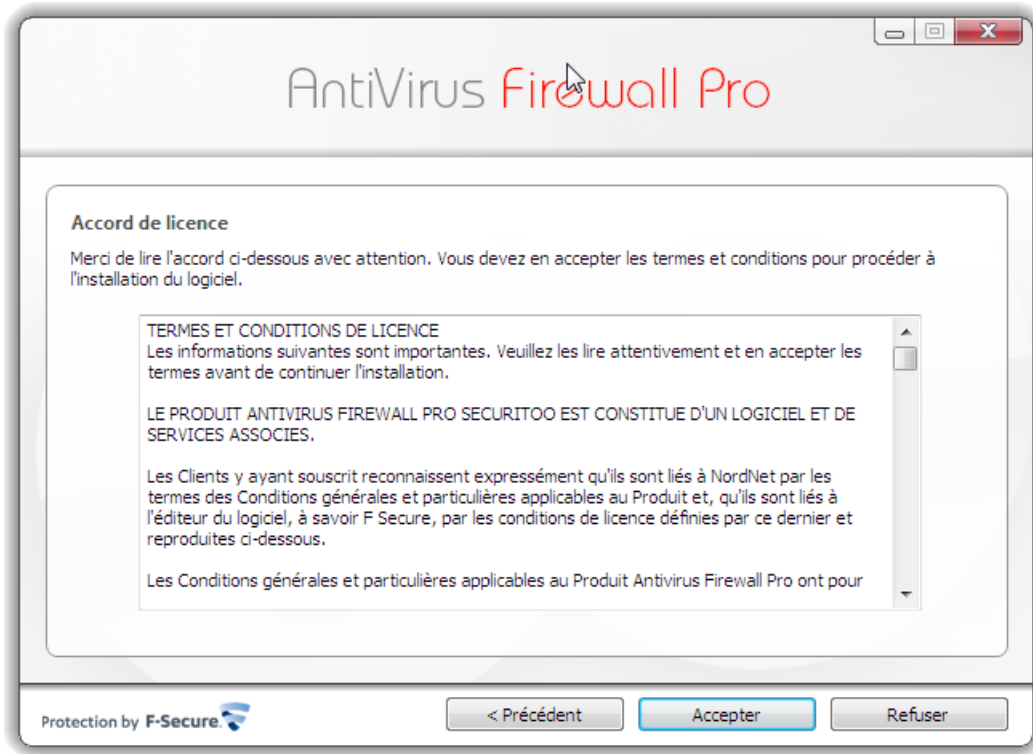 AntiVirus Firewall Pro
Accord de licence
Merci de lire l'accord ci-dessous avec attention. Vous devez en accepter les termes et conditions pour procéder à
l'installation du logiciel.
TERMES ET CONDITIONS DE LICENCE
Les informations suivantes sont importantes. Veuillez les lire attentivement et en accepter les
termes avant de continuer l'installation.
LE PRODUIT ANTIVIRUS FIREWALL PRO SECURITOO EST CONSTITUE D'UN LOGICIEL ET DE
SERVICES ASSOCIES.
Les Clients y ayant souscrit reconnaissent expressément qu'ils sont liés à NordNet par les
termes des Conditions générales et particulières applicables au Produit et, qu'ils sont liés à
l'éditeur du logiciel, à savoir F Secure, par les conditions de licence définies par ce dernier et
reproduites ci-dessous.
Les Conditions générales et particulières applicables au Produit Antivirus Firewall Pro ont pour
Protection by F-Secure.
< Précédent
Accepter
Refuser